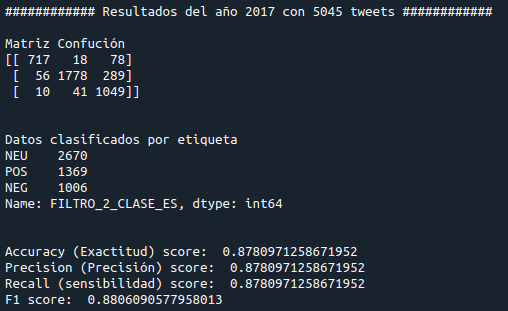 ############ Resultados del año 2017 con 5045 tweets ############
Matriz Confución
[[ 717 18 78]
[ 56 1778 289]
[ 10 41 1049]]
Datos clasificados por etiqueta
NEU 2670
POS 1369
NEG 1006
Name: FILTRO_2_CLASE_ES, dtype: int64
Accuracy (Exactitud) score: 0.8780971258671952
Precision (Precisión) score: 0.8780971258671952
Recall (sensibilidad) score: 0.8780971258671952
F1 score: 0.8806090577958013